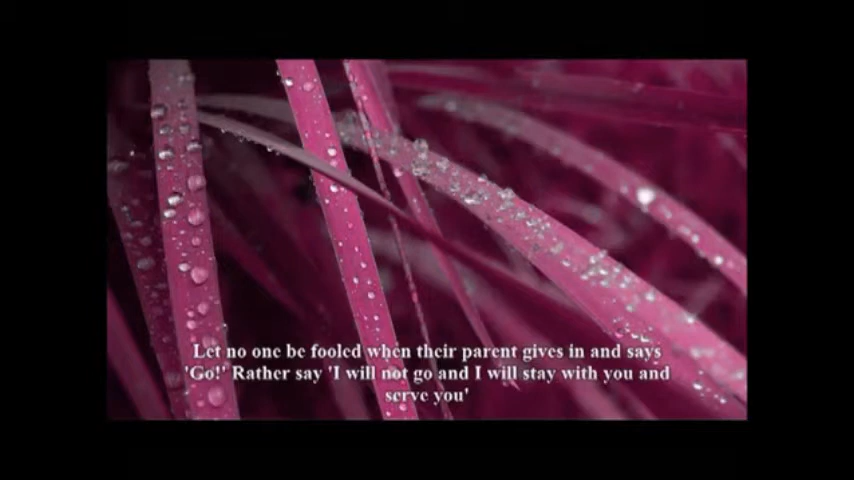 Let no one be fooled when their parent gives in and says
'Go!' Rather say 'I will not go and I will stay with you and
serve you'